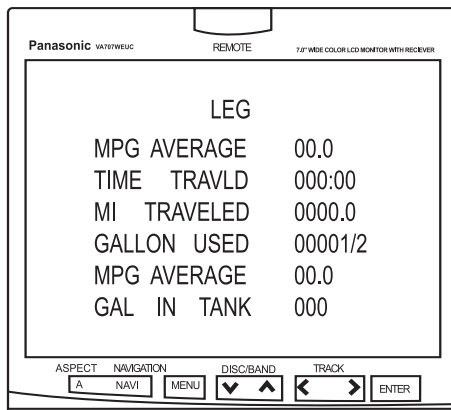 Panasonic VA707WEUC REMOTE 7.0" WIDE COLOR LCD MONITOR WITH RECIEVER
LEG
MPG AVERAGE 00.0
TIME TRAVLD 000:00
MI TRAVELED 0000.0
GALLON USED 00001/2
MPG AVERAGE 00.0
GAL IN TANK 000
ASPECT NAVIGATION DISC/BAND TRACK
A NAVI MENU ENTER